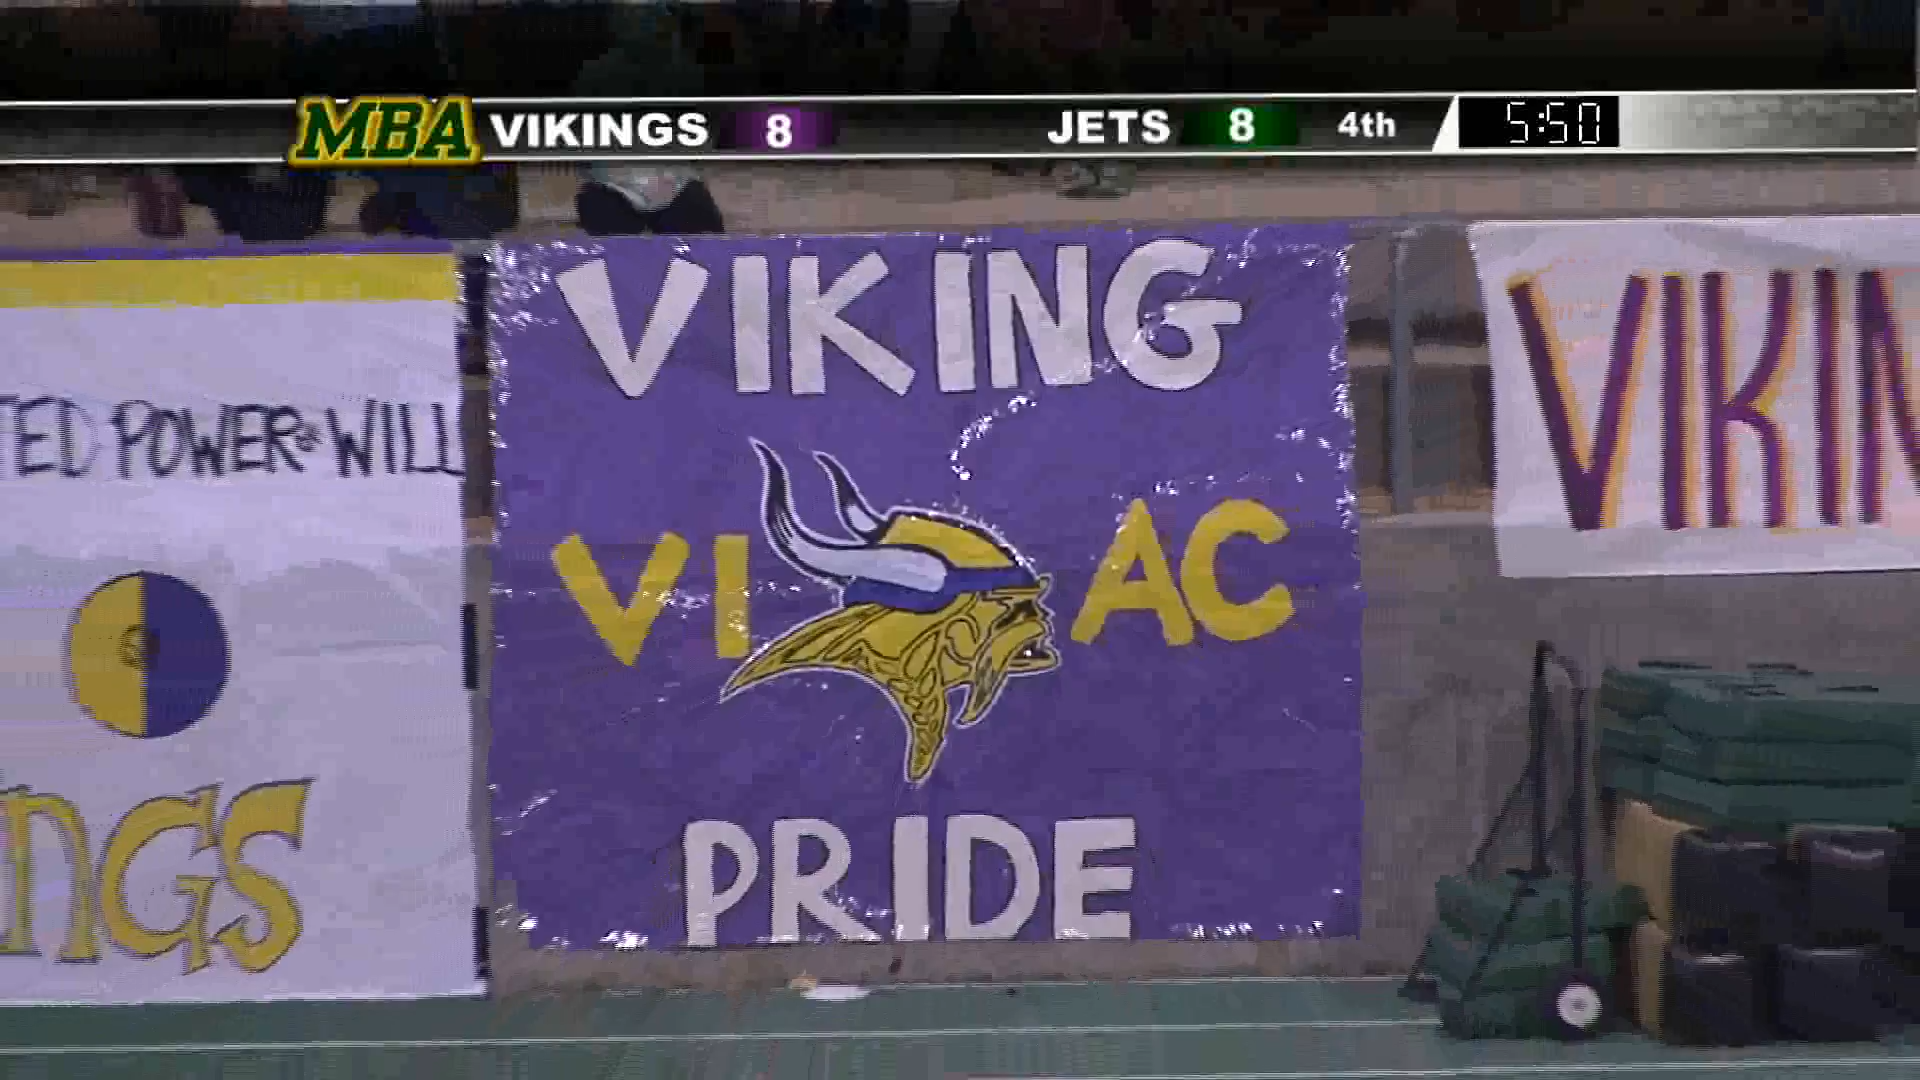 MBA VIKINGS 8 JETS 8 4th 5:50
TED POWER & WILL
NGS
VIKING
VI AC
PRIDE
VIKIN